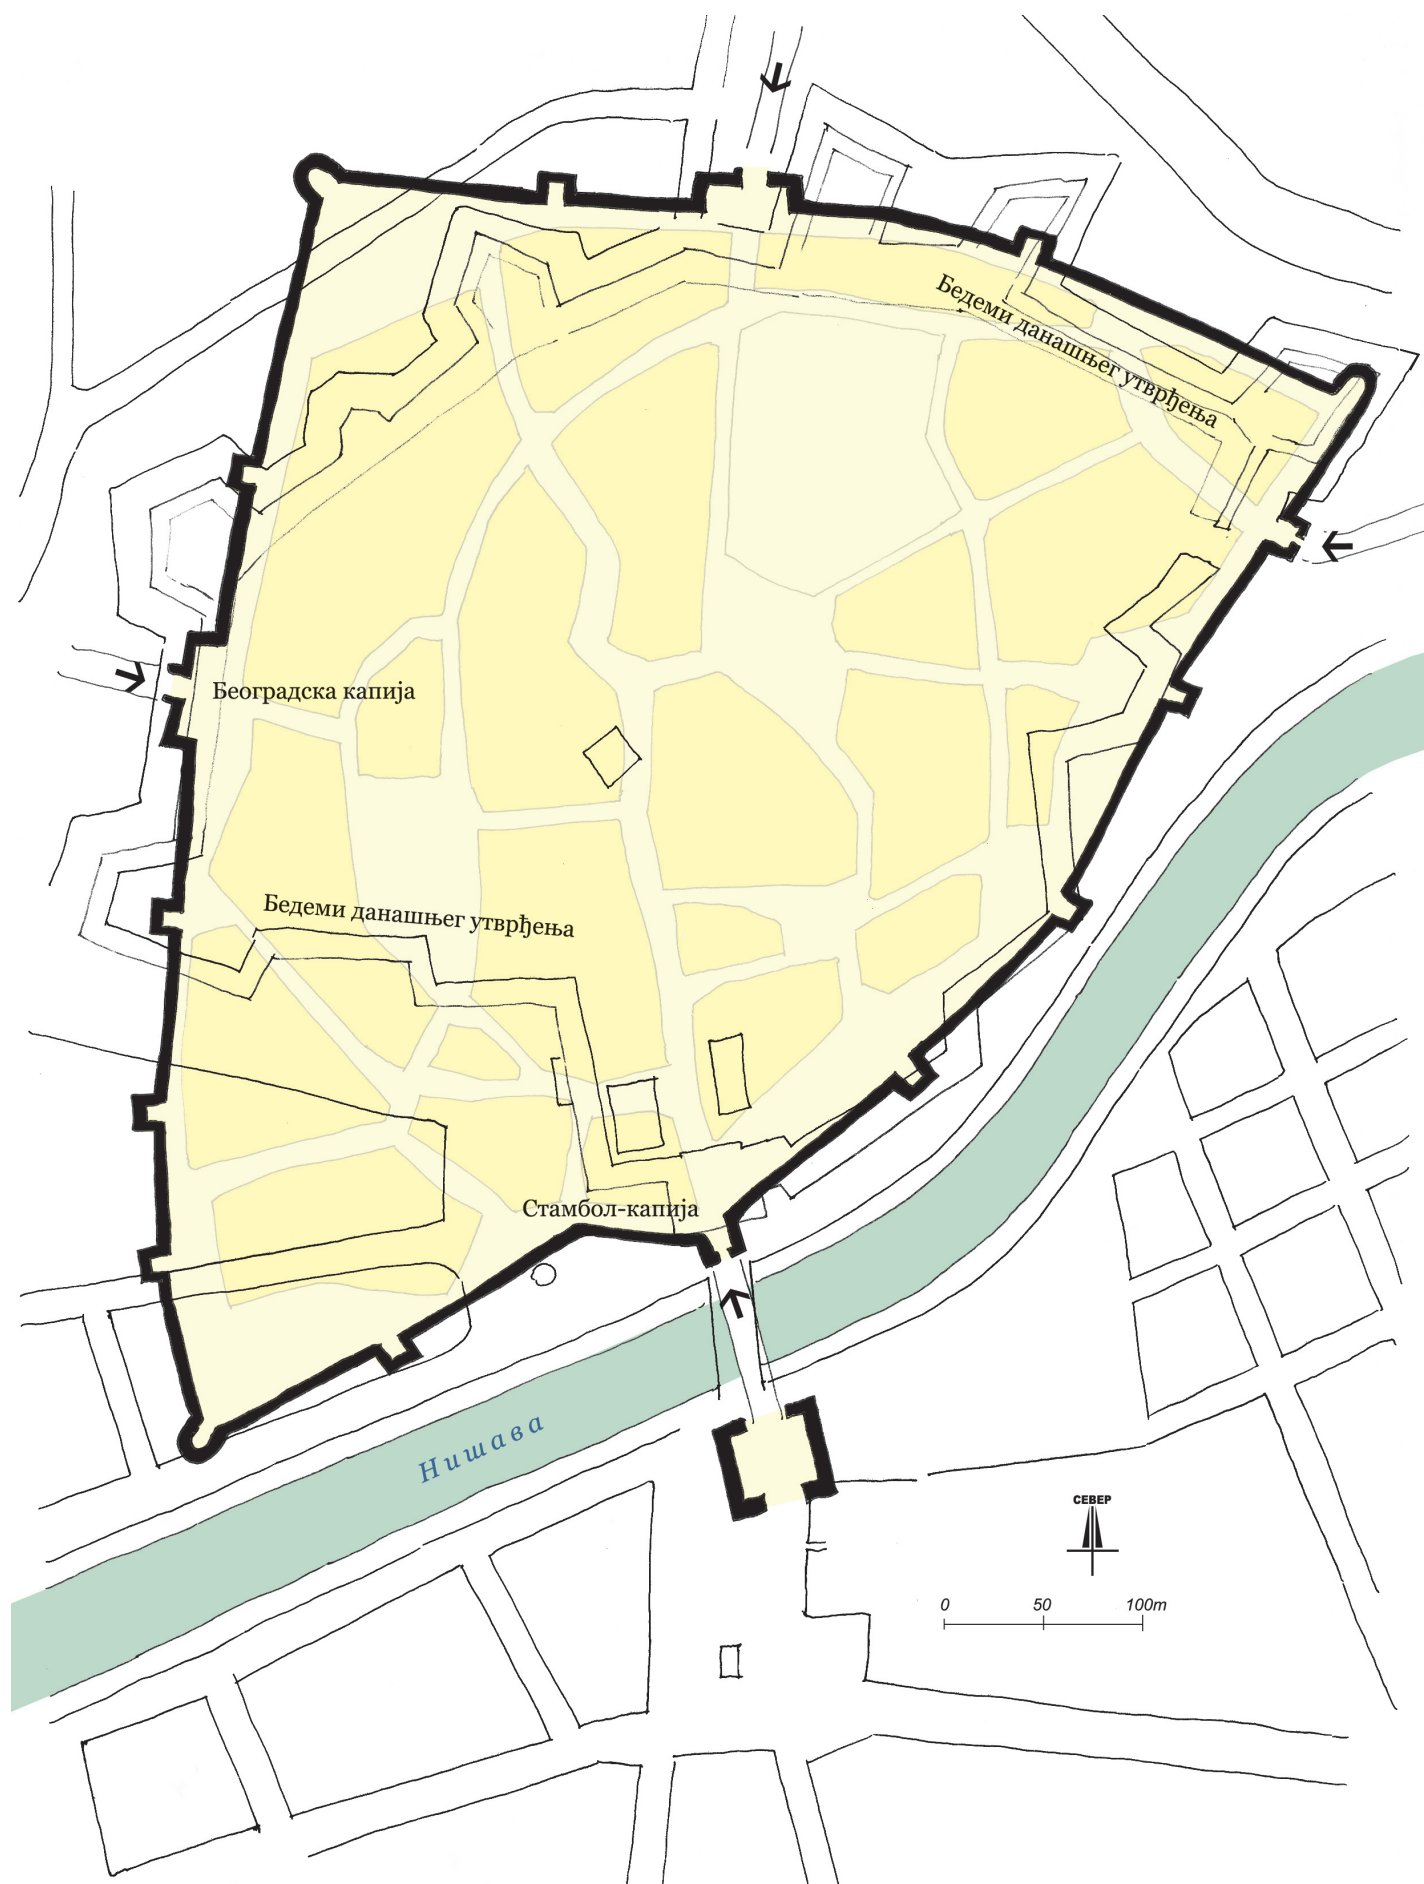 Бедеми данашњег утврђења
Београдска капија
Бедеми данашњег утврђења
Стамбол-капија
Нишава
СЕВЕР
0 50 100m